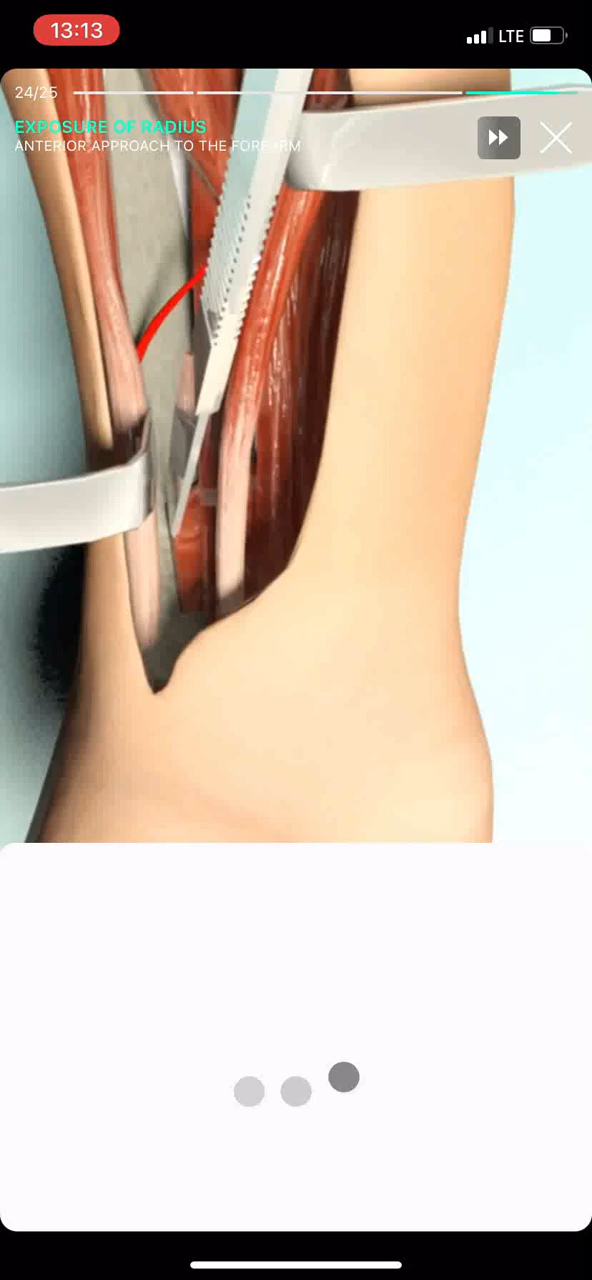 13:13
LTE
24/25
EXPOSURE OF RADIUS
ANTERIOR APPROACH TO THE FOREARM